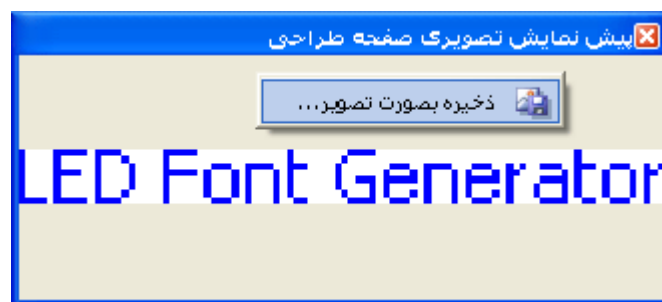 پیش نمایش تصویری صفحه طراحی
ذخیره بصورت تصویر...
LED Font Generator